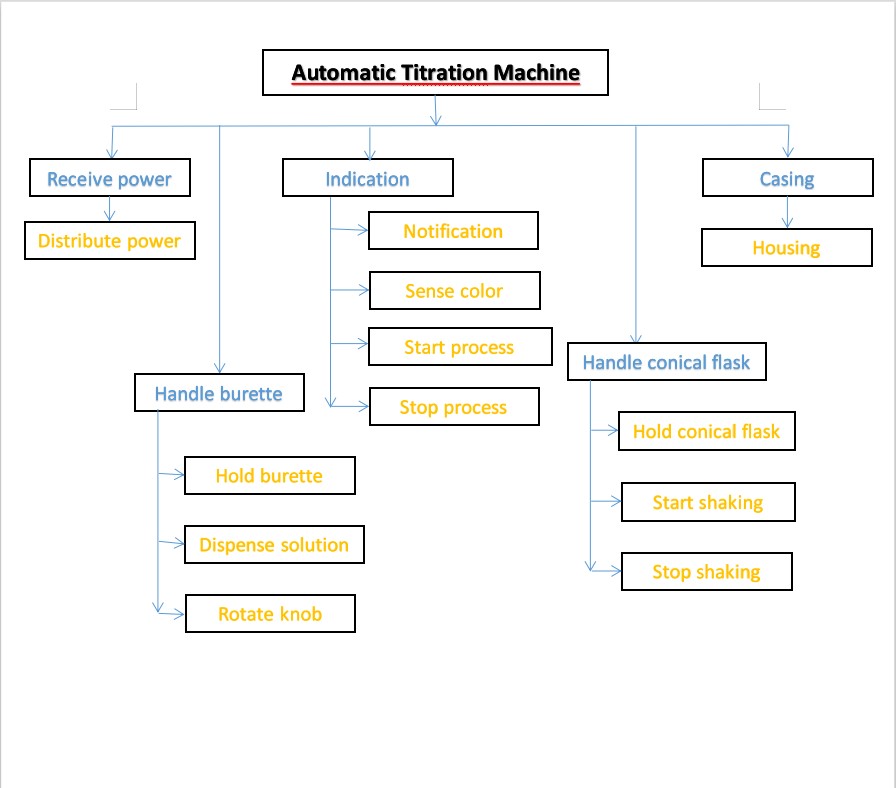 Automatic Titration Machine
Receive power
Distribute power
Handle burette
Hold burette
Dispense solution
Rotate knob
Indication
Notification
Sense color
Start process
Stop process
Handle conical flask
Hold conical flask
Start shaking
Stop shaking
Casing
Housing